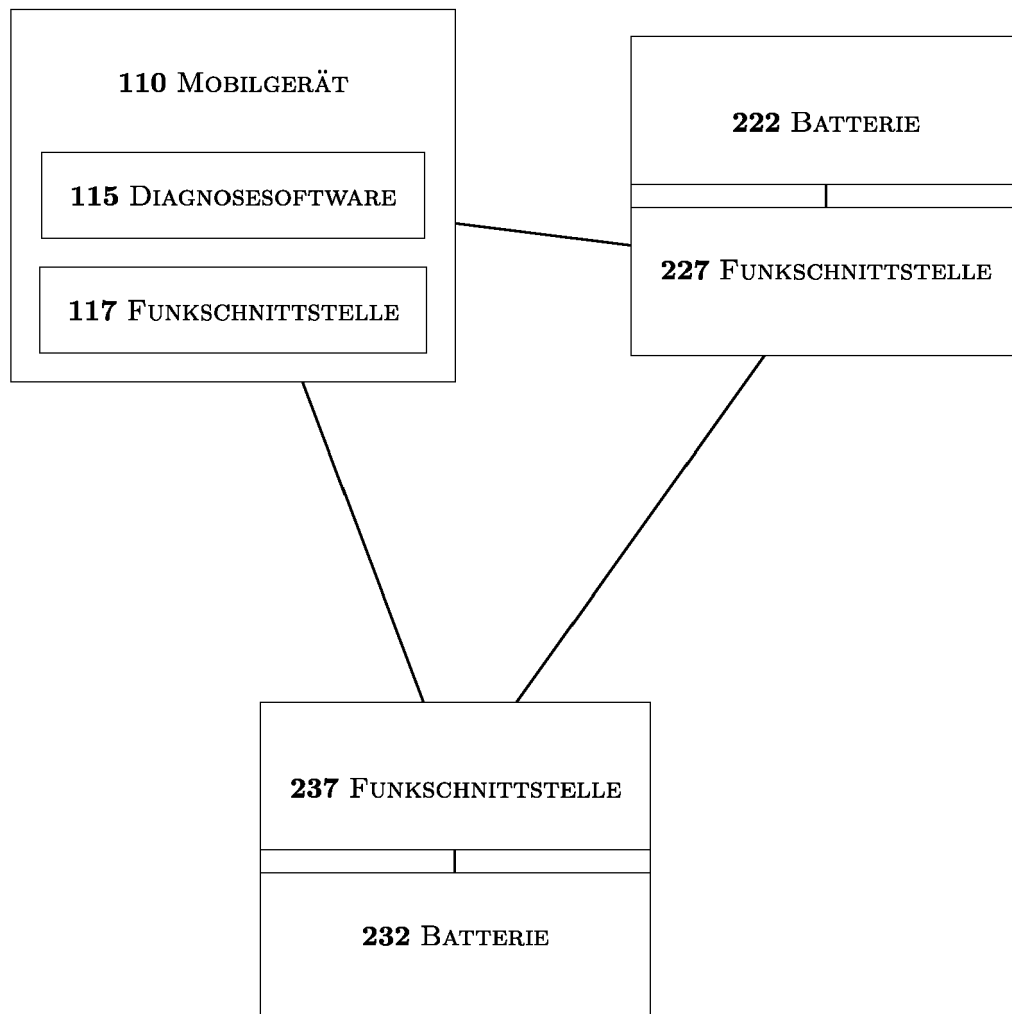 110 Mobilgerät
115 Diagnosesoftware
117 Funkschnittstelle
222 Batterie
227 Funkschnittstelle
237 Funkschnittstelle
232 Batterie